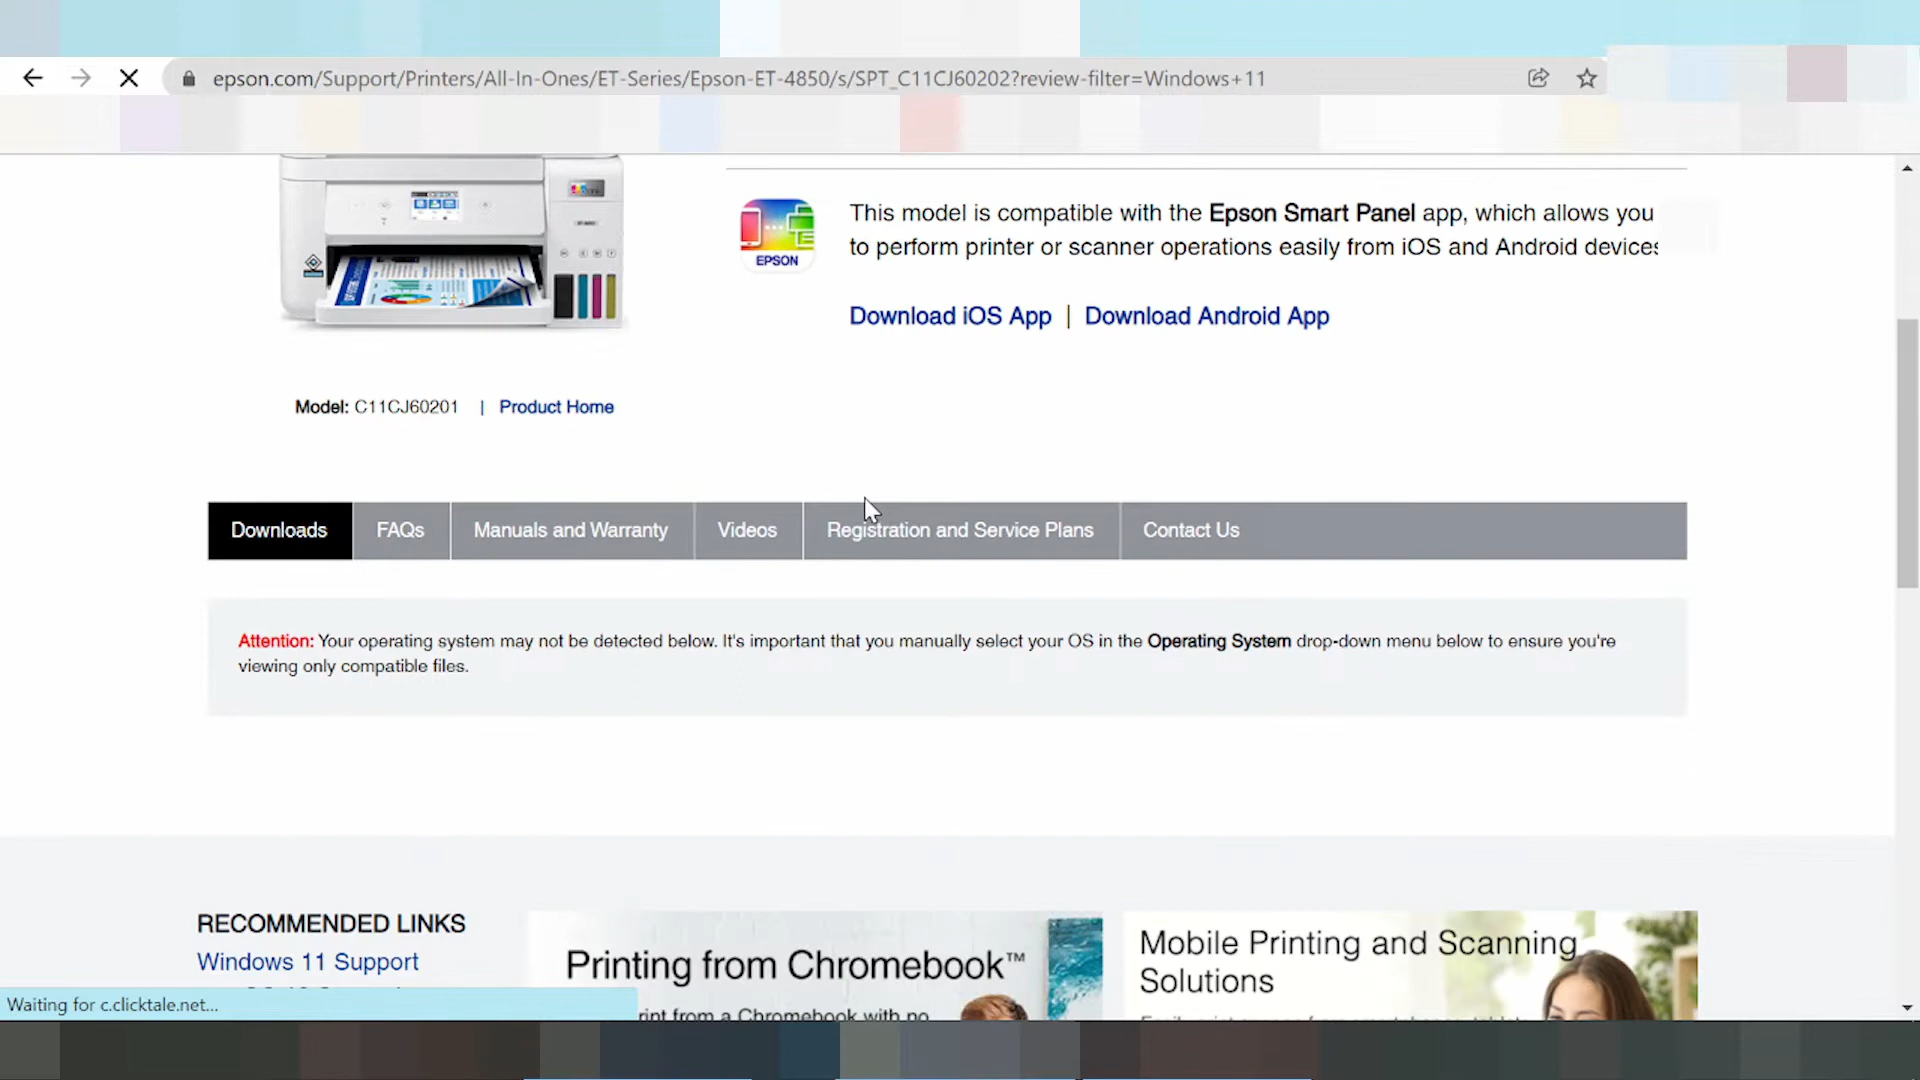 epson.com/Support/Printers/All-In-Ones/ET-Series/Epson-ET-4850/s/SPT_C11CJ60202?review-filter=Windows+11
This model is compatible with the Epson Smart Panel app, which allows you
to perform printer or scanner operations easily from iOS and Android devices
EPSON
Download iOS App | Download Android App
Model: C11CJ60201 | Product Home
Downloads FAQs Manuals and Warranty Videos Registration and Service Plans Contact Us
Attention: Your operating system may not be detected below. It's important that you manually select your OS in the Operating System drop-down menu below to ensure you're
viewing only compatible files.
RECOMMENDED LINKS
Windows 11 Support
Printing from Chromebook™
rint from a Chromebook with no
Mobile Printing and Scanning
Solutions
Waiting for c.clicktale.net...